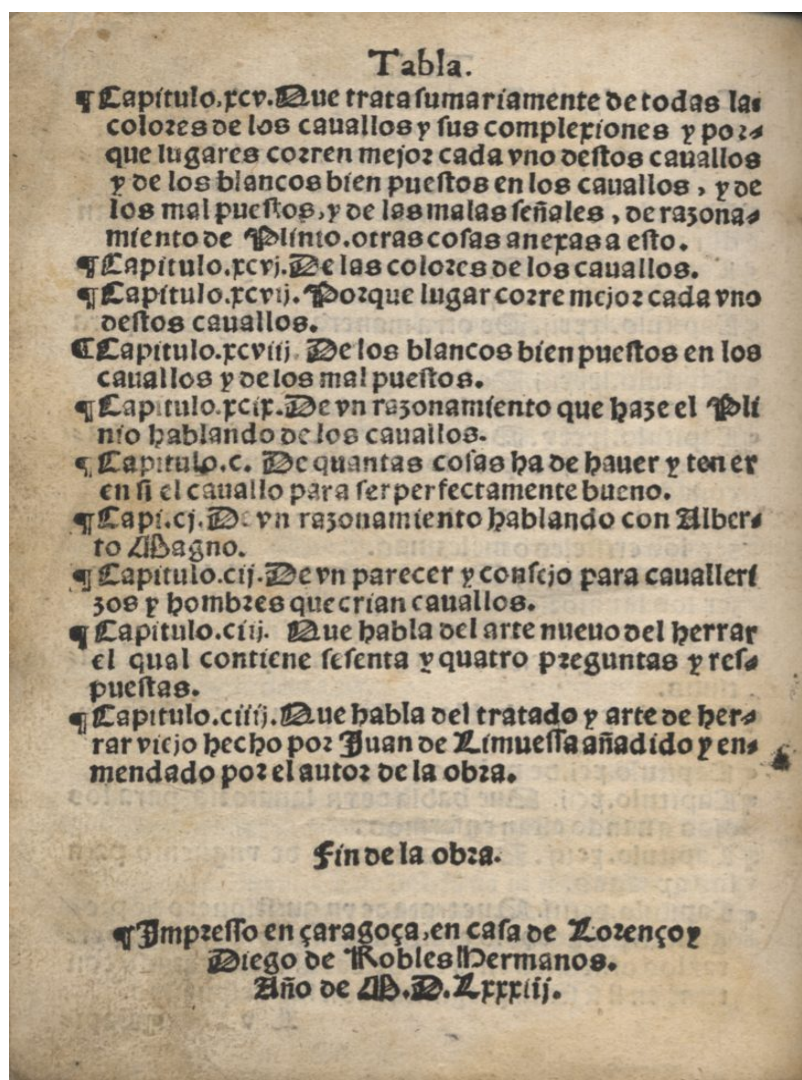 Tabla.
¶Capitulo.xcv.Que trata sumariamente de todas las
colores de los cauallos y sus complexiones y por-
que lugares corren mejor cada vno destos cauallos
y de los blancos bien puestos en los cauallos, y de
los mal puestos, y de las malas señales, de razona-
miento de Plinio. otras cosas anexas a esto.
¶Capitulo.xcvj.De las colores de los cauallos.
¶Capitulo.xcvij. Porque lugar corre mejor cada vno
destos cauallos.
¶Capitulo.xcviij. De los blancos bien puestos en los
cauallos y de los mal puestos.
¶Capitulo.xcix.De vn razonamiento que haze el Pli
nio hablando de los cauallos.
¶Capitulo.c. De quantas cosas ha de hauer y tener
en si el cauallo para ser perfectamente bueno.
¶Capi.cj.De vn razonamiento hablando con Alber-
to Magno.
¶Capitulo.cij.De vn parecer y consejo para caualleri
zos y hombres que crian cauallos.
¶Capitulo.ciij. Que habla del arte nueuo del herrar
el qual contiene sesenta y quatro preguntas y res-
puestas.
¶Capitulo.ciiij.Que habla del tratado y arte de her-
rar viejo hecho por Juan de Limuessa añadido y en-
mendado por el autor de la obra.
Fin de la obra.
¶Impresso en çaragoça, en casa de Lorenço y
Diego de Robles Hermanos.
Año de M.D.Lxxxiij.